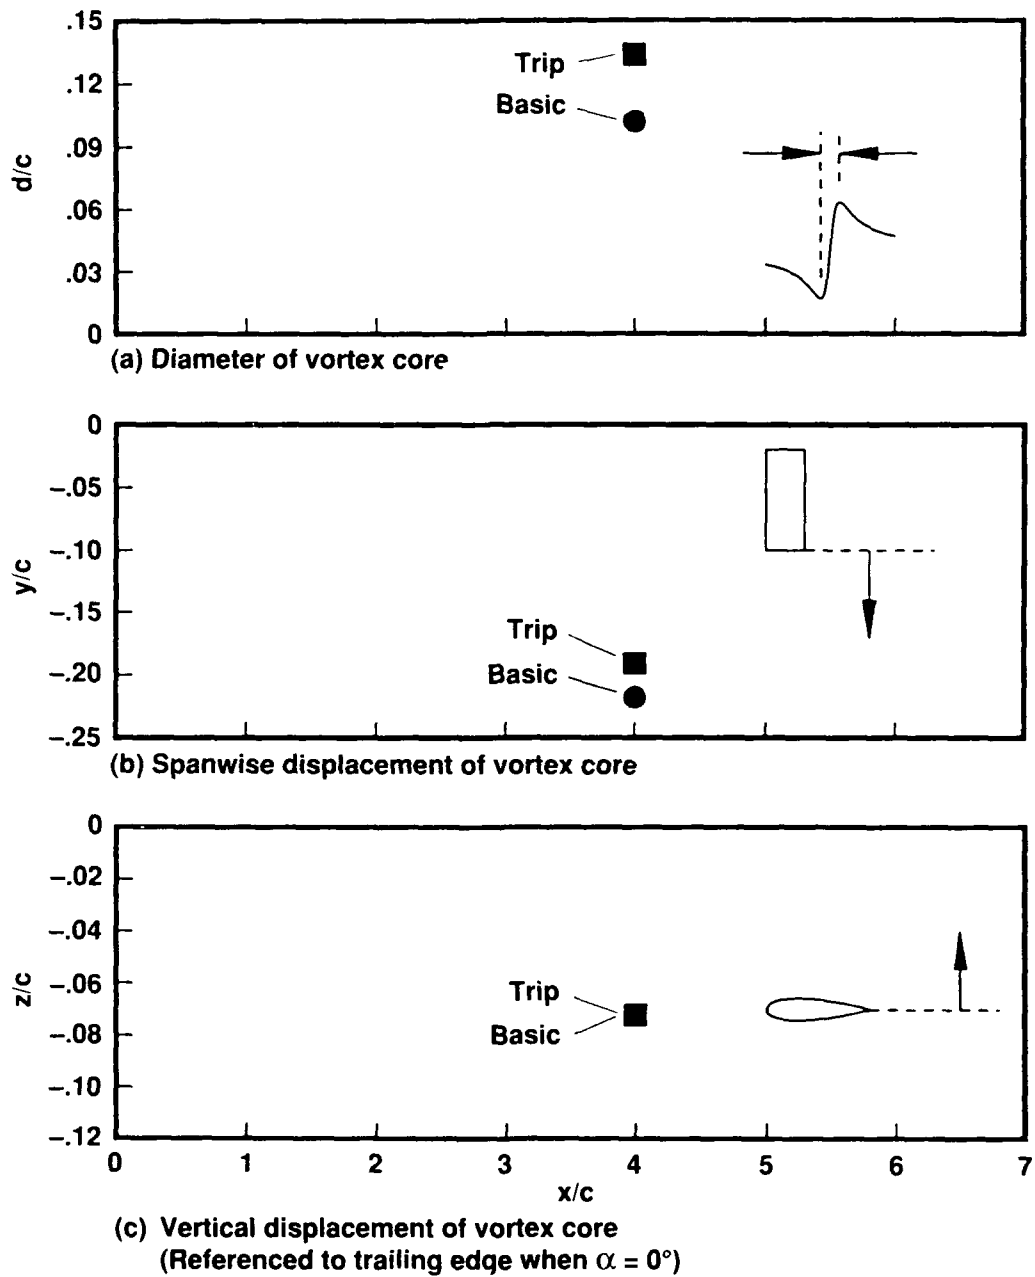 .15
.12
.09
.06
.03
0
d/c
Trip
Basic
(a) Diameter of vortex core
0
–.05
–.10
–.15
–.20
–.25
y/c
Trip
Basic
(b) Spanwise displacement of vortex core
0
–.02
–.04
–.06
–.08
–.10
–.12
z/c
Trip
Basic
0 1 2 3 4 5 6 7
x/c
(c) Vertical displacement of vortex core
(Referenced to trailing edge when α = 0°)